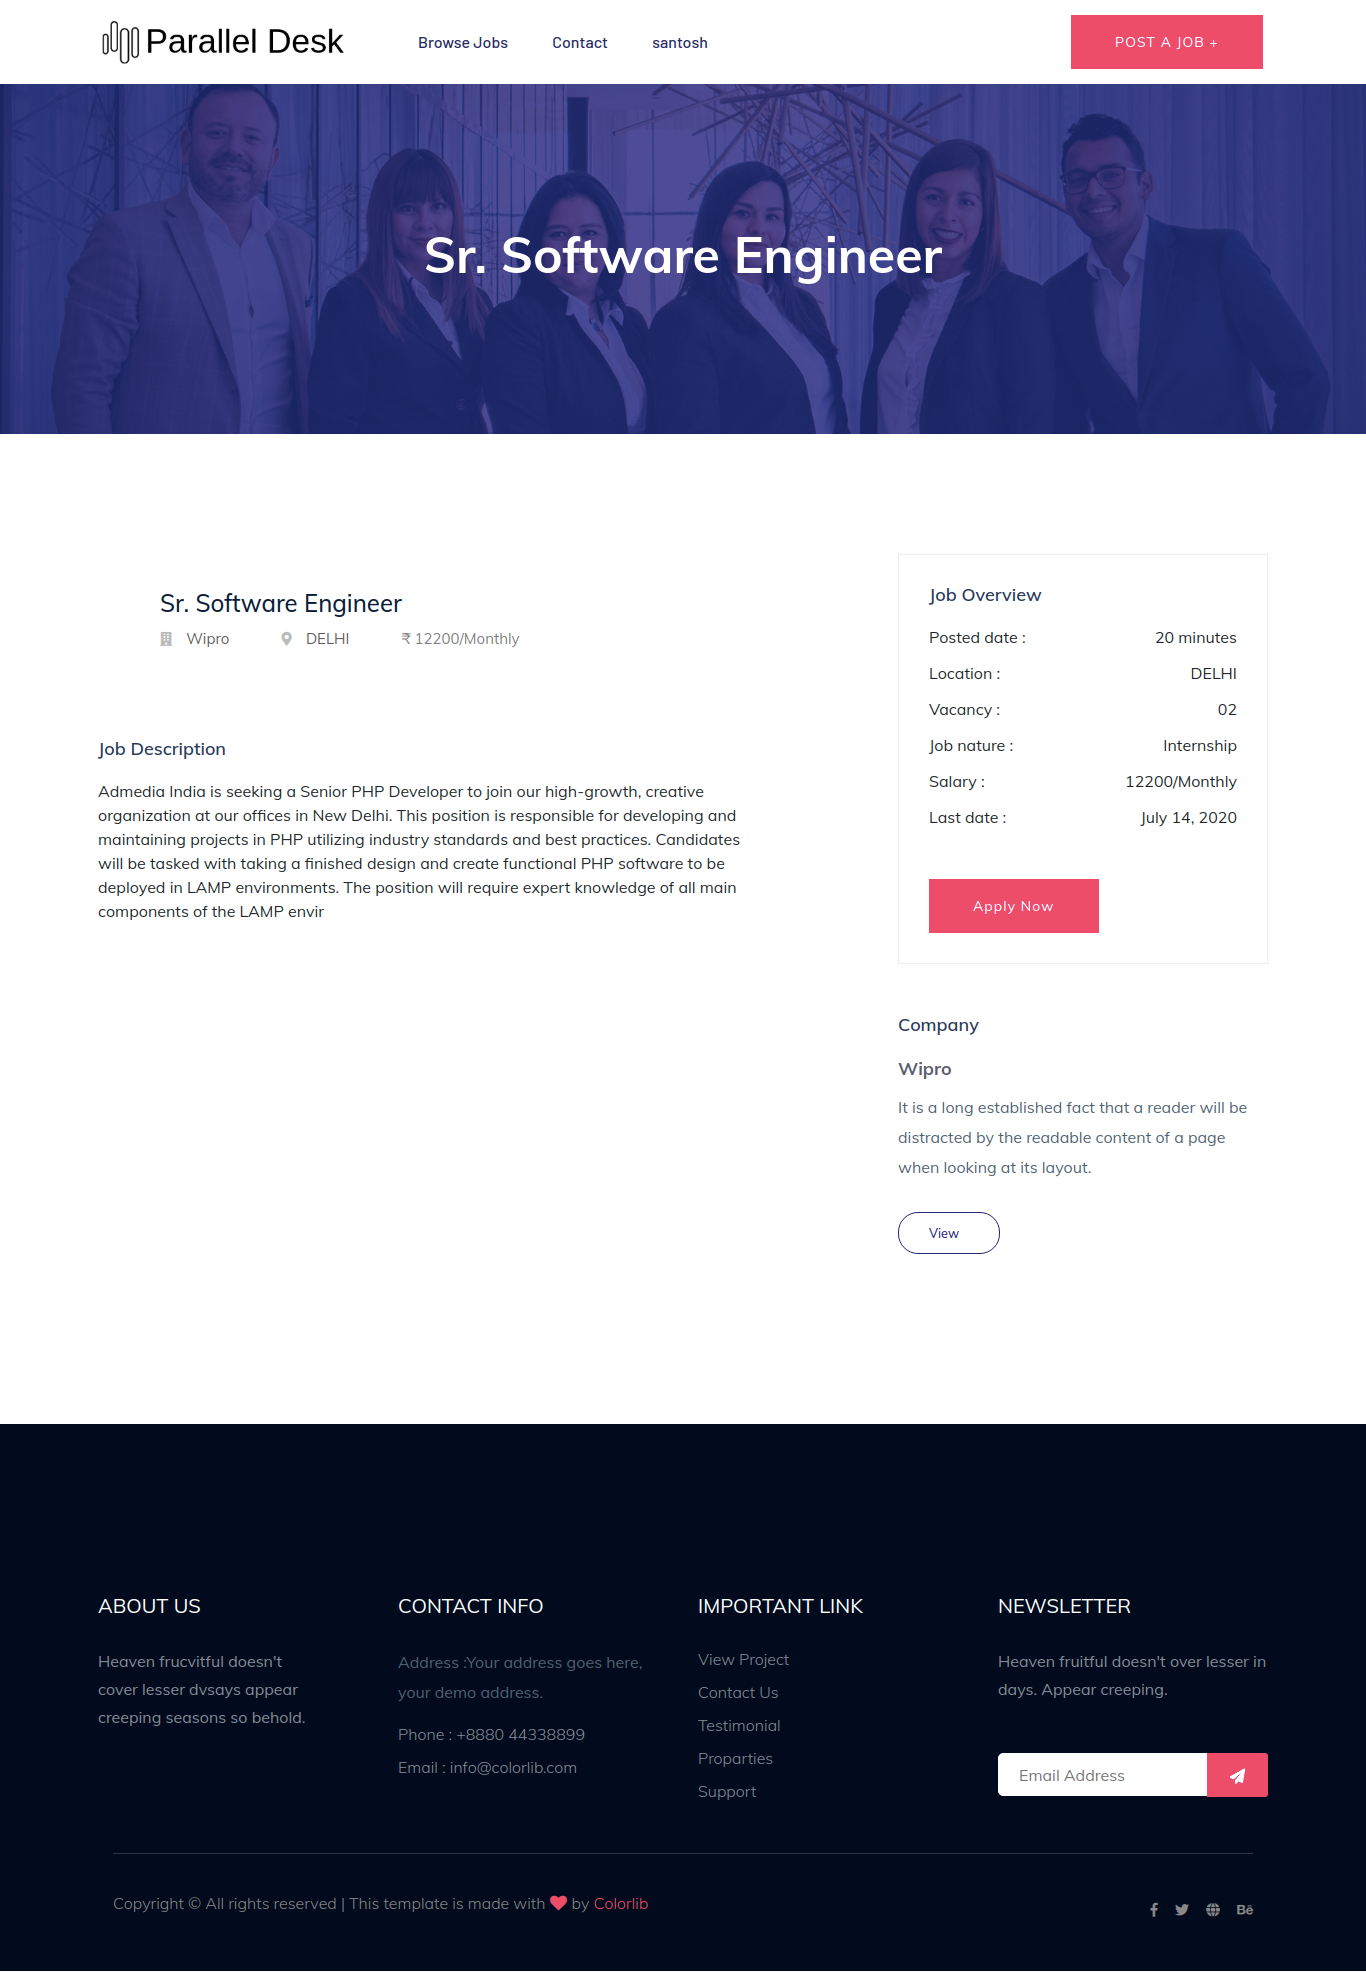 Parallel Desk
Browse Jobs
Contact
santosh
POST A JOB +
Sr. Software Engineer
Sr. Software Engineer
Wipro
DELHI
₹ 12200/Monthly
Job Description
Admedia India is seeking a Senior PHP Developer to join our high-growth, creative
organization at our offices in New Delhi. This position is responsible for developing and
maintaining projects in PHP utilizing industry standards and best practices. Candidates
will be tasked with taking a finished design and create functional PHP software to be
deployed in LAMP environments. The position will require expert knowledge of all main
components of the LAMP envir
Job Overview
Posted date : 20 minutes
Location : DELHI
Vacancy : 02
Job nature : Internship
Salary : 12200/Monthly
Last date : July 14, 2020
Apply Now
Company
Wipro
It is a long established fact that a reader will be
distracted by the readable content of a page
when looking at its layout.
View
ABOUT US
Heaven frucvitful doesn't
cover lesser dvsays appear
creeping seasons so behold.
CONTACT INFO
Address :Your address goes here,
your demo address.
Phone : +8880 44338899
Email : info@colorlib.com
IMPORTANT LINK
View Project
Contact Us
Testimonial
Proparties
Support
NEWSLETTER
Heaven fruitful doesn't over lesser in
days. Appear creeping.
Email Address
Copyright © All rights reserved | This template is made with ❤ by Colorlib
Bē